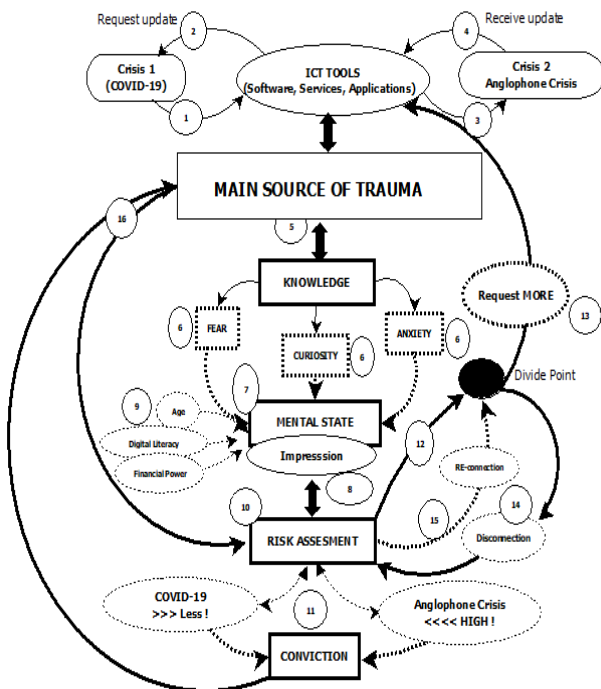 Request update
2
4
Receive update
Crisis 1
(COVID-19)
ICT TOOLS
(Software, Services, Applications)
Crisis 2
Anglophone Crisis
1
3
MAIN SOURCE OF TRAUMA
16
5
KNOWLEDGE
Request MORE
13
6
FEAR
CURIOSITY
6
ANXIETY
6
Divide Point
7
9
Age
MENTAL STATE
12
Digital Literacy
Impresssion
RE-connection
Financial Power
8
14
10
15
RISK ASSESMENT
Disconnection
COVID-19
>>> Less !
11
Anglophone Crisis
<<<< HIGH !
CONVICTION